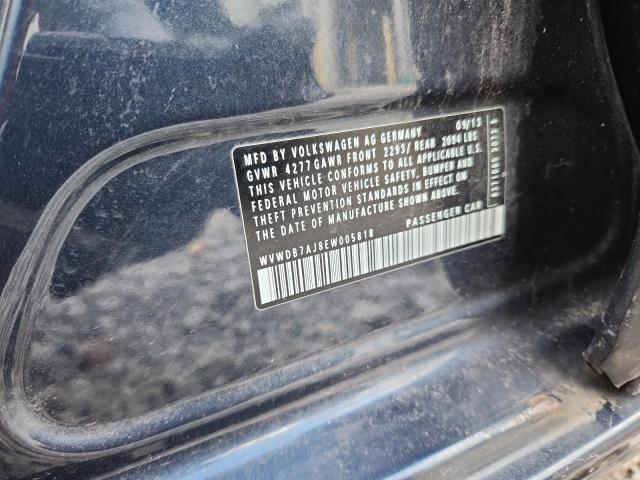 MFD BY VOLKSWAGEN AG GERMANY 09/13
GVWR 4277 GAWR FRONT 2293/ REAR 2094 LBS
THIS VEHICLE CONFORMS TO ALL APPLICABLE U.S.
FEDERAL MOTOR VEHICLE SAFETY, BUMPER AND
THEFT PREVENTION STANDARDS IN EFFECT ON
THE DATE OF MANUFACTURE SHOWN ABOVE.
WVWDB7AJ8EW005818 PASSENGER CAR